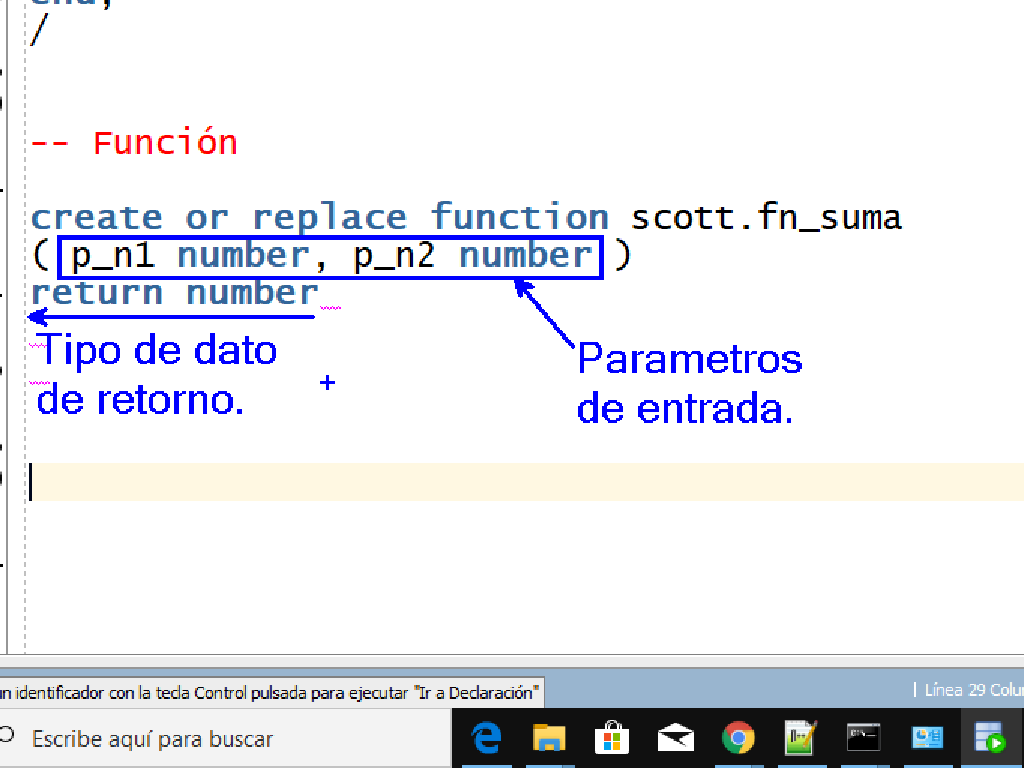 end;
/
-- Función
create or replace function scott.fn_suma
( p_n1 number, p_n2 number )
return number
Tipo de dato
de retorno.
Parametros
de entrada.
identificador con la tecla Control pulsada para ejecutar "Ir a Declaración"
Línea 29
Escribe aquí para buscar